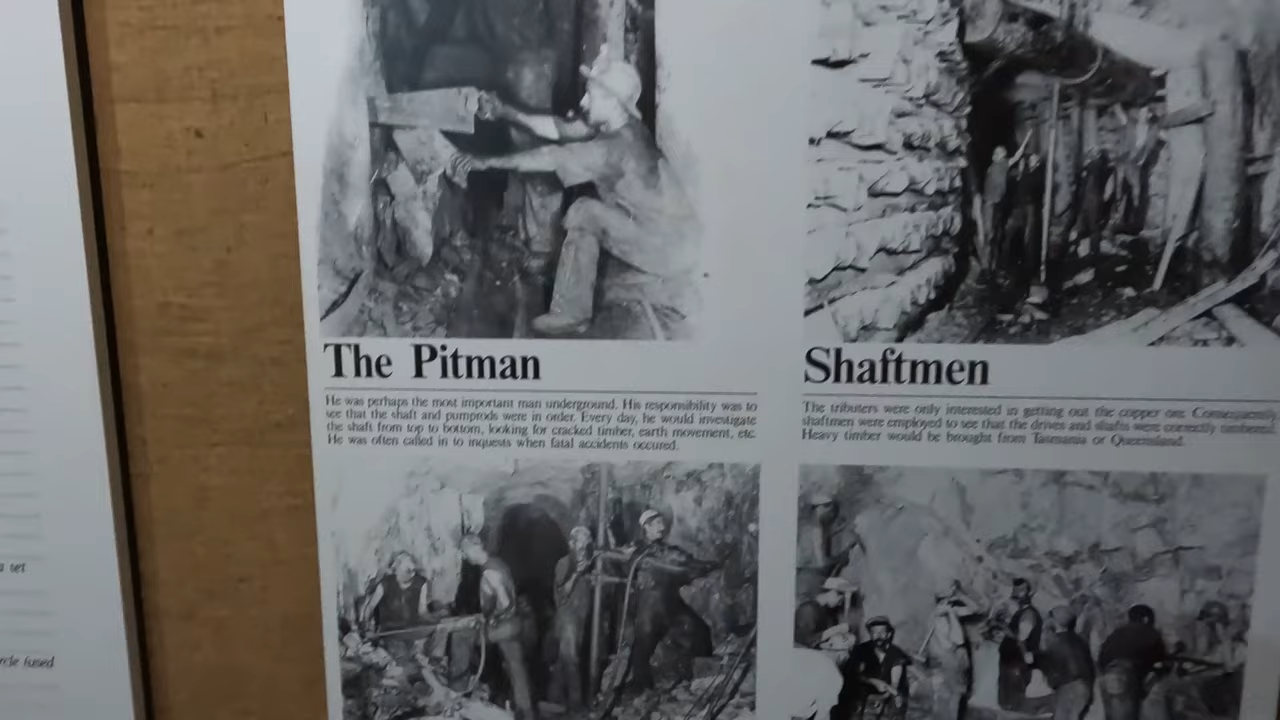 The Pitman
He was perhaps the most important man underground. His responsibility was to
see that the shaft and pumprods were in order. Every day, he would investigate
the shaft from top to bottom, looking for cracked timber, earth movement, etc.
He was often called in to inquests when fatal accidents occured.
Shaftmen
The tributers were only interested in getting out the copper ore. Consequently
shaftmen were employed to see that the drives and shafts were correctly timbered.
Heavy timber would be brought from Tasmania or Queensland.
set
fused